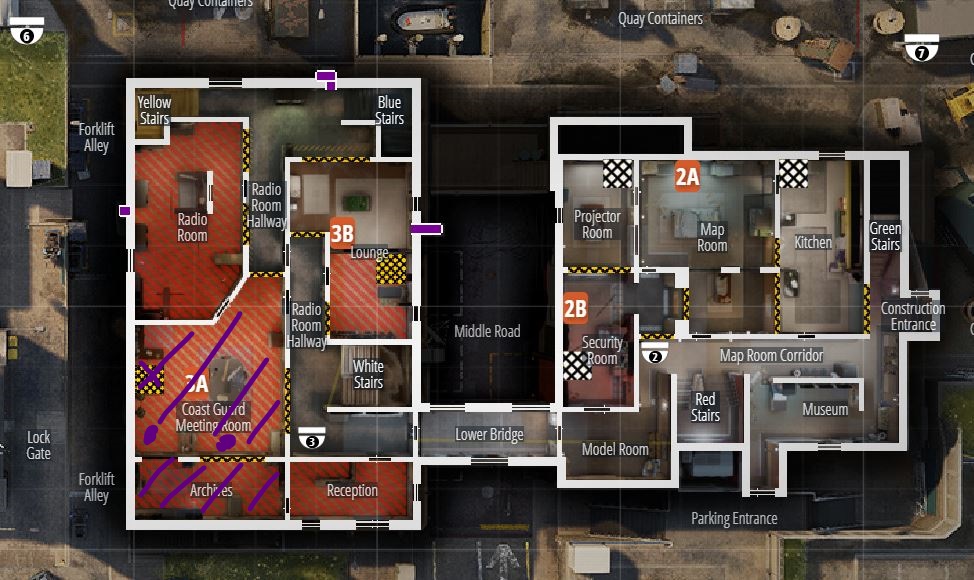 Quay Containers
6
Quay Containers
7
Yellow
Stairs
Blue
Stairs
Forklift
Alley
Radio
Room
Hallway
Radio
Room
3B
Lounge
2A
Projector
Room
Map
Room
Kitchen
Green
Stairs
2B
Radio
Room
Hallway
Middle Road
Construction
Entrance
Security
Room
2
Map Room Corridor
3A
White
Stairs
Coast Guard
Meeting Room
Red
Stairs
Museum
Lock
Gate
3
Lower Bridge
Model Room
Forklift
Alley
Archives
Reception
Parking Entrance